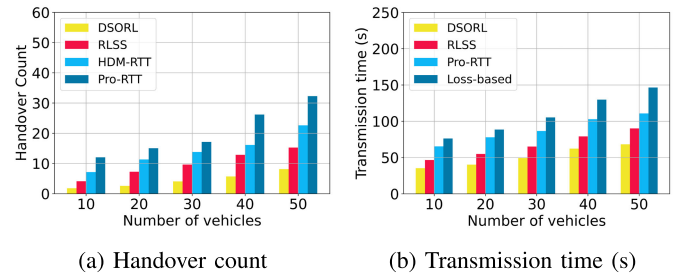 60
50
40
30
20
10
0
Handover Count
DSORL
RLSS
HDM-RTT
Pro-RTT
10 20 30 40 50
Number of vehicles
(a) Handover count
250
200
150
100
50
0
Transmission time (s)
DSORL
RLSS
Pro-RTT
Loss-based
10 20 30 40 50
Number of vehicles
(b) Transmission time (s)